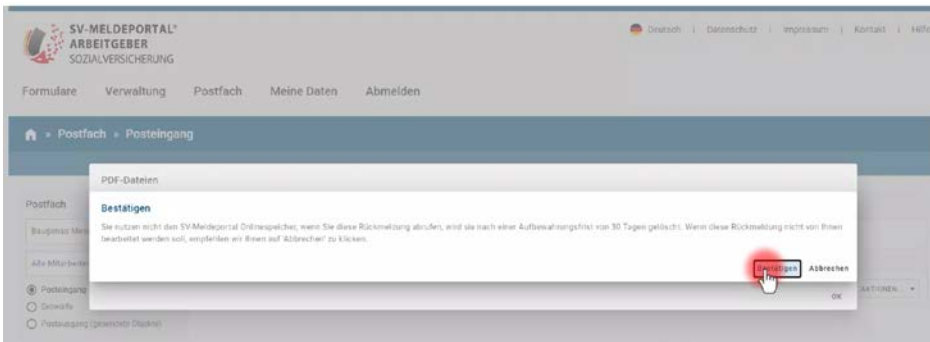 SV-MELDEPORTAL®
ARBEITGEBER
SOZIALVERSICHERUNG
Deutsch | Datenschutz | Impressum | Kontakt | Hilfe
Formulare Verwaltung Postfach Meine Daten Abmelden
» Postfach » Posteingang
PDF-Dateien
Postfach
Bestätigen
Sie nutzen nicht den SV-Meldeportal Onlinespeicher, wenn Sie diese Rückmeldung abrufen, wird sie nach einer Aufbewahrungsfrist von 30 Tagen gelöscht. Wenn diese Rückmeldung nicht von Ihnen
bearbeitet werden soll, empfehlen wir Ihnen auf 'Abbrechen' zu klicken.
Alle Mitarbeite
Bestätigen Abbrechen
Posteingang
OK
AKTIONEN...
Entwürfe
Postausgang (gesendete Objekte)